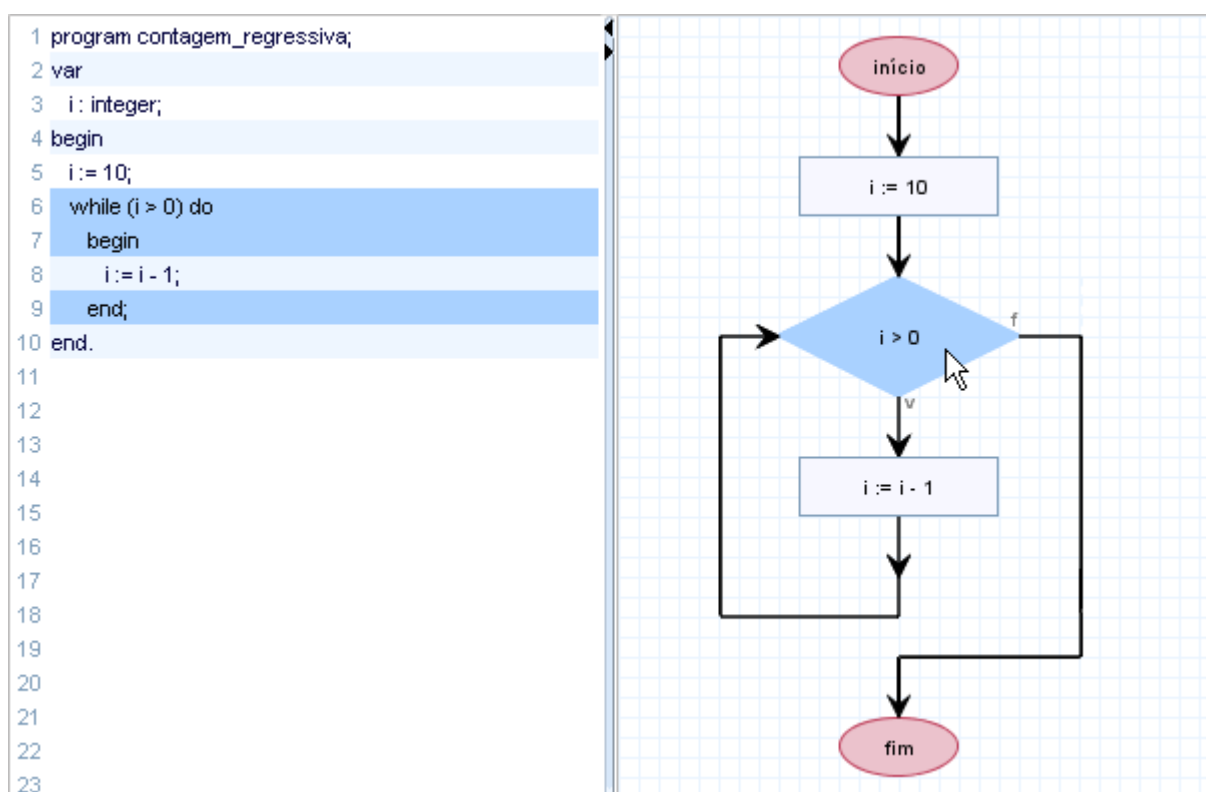 1 program contagem_regressiva;
2 var
3 i : integer;
4 begin
5 i := 10;
6 while (i > 0) do
7 begin
8 i := i - 1;
9 end;
10 end.
11
12
13
14
15
16
17
18
19
20
21
22
23
início
i := 10
i > 0
f
v
i := i - 1
fim